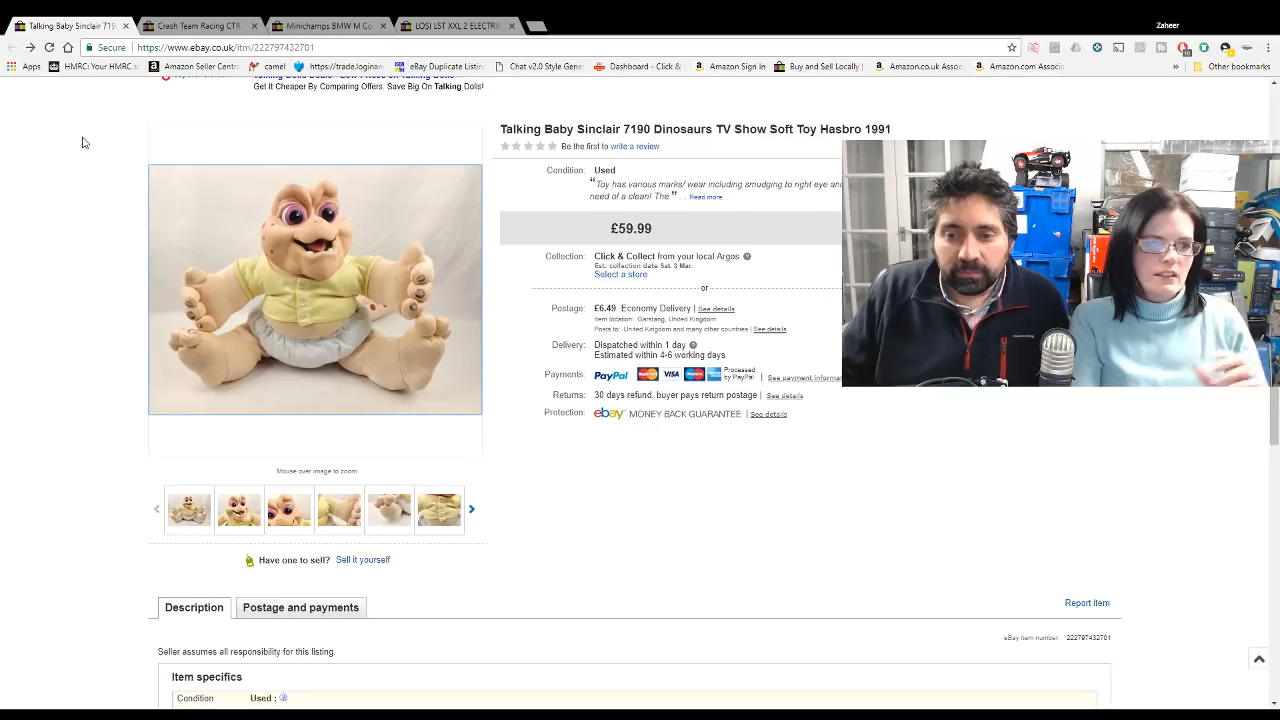 Talking Baby Sinclair 719
Crash Team Racing CTR
Minichamps BMW M Co
LOSI LST XXL 2 ELECTRIC
Zaheer
Secure https://www.ebay.co.uk/itm/222797432701
Apps HMRC: Your HMRC s Amazon Seller Centr camel https://trade.loginan eBay Duplicate Listin Chat v2.0 Style Gene Dashboard - Click & Amazon Sign In Amazon.co.uk Assoc Buy and Sell Locally | Amazon.com Associa » Other bookmarks
Get It Cheaper By Comparing Offers. Save Big On Talking Dolls!
Talking Baby Sinclair 7190 Dinosaurs TV Show Soft Toy Hasbro 1991
Be the first to write a review.
Condition: Used
“Toy has various marks/ wear including smudging to right eye and
need of a clean! The ” ... Read more
£59.99
Collection: Click & Collect from your local Argos
Est. collection date Sat. 3 Mar.
Select a store
or
Postage: £6.49 Economy Delivery | See details
Item location: Garstang, United Kingdom
Posts to: United Kingdom and many other countries | See details
Delivery: Dispatched within 1 day
Estimated within 4-6 working days
Payments: PayPal VISA Processed by PayPal | See payment informa
Returns: 30 days refund, buyer pays return postage | See details
Protection: ebay MONEY BACK GUARANTEE | See details
Mouse over image to zoom
Have one to sell? Sell it yourself
Description
Postage and payments
Report item
eBay item number: 222797432701
Seller assumes all responsibility for this listing.
Item specifics
Condition: Used :